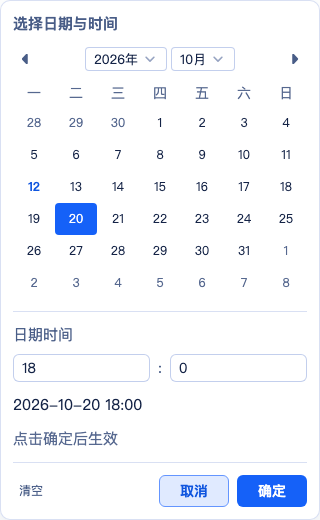 选择日期与时间
2026年 10月
一 二 三 四 五 六 日
28 29 30 1 2 3 4
5 6 7 8 9 10 11
12 13 14 15 16 17 18
19 20 21 22 23 24 25
26 27 28 29 30 31 1
2 3 4 5 6 7 8
日期时间
18 : 0
2026-10-20 18:00
点击确定后生效
清空 取消 确定